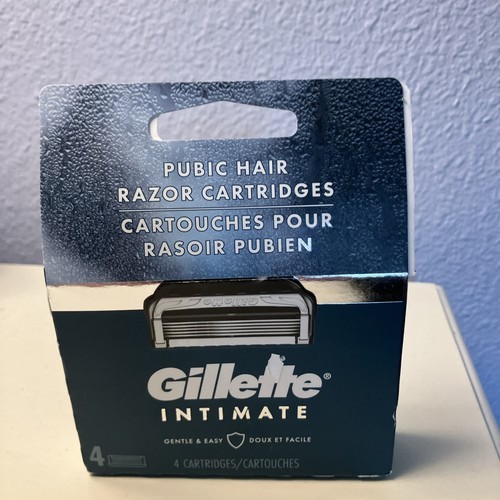 PUBIC HAIR
RAZOR CARTRIDGES
CARTOUCHES POUR
RASOIR PUBIEN
Gillette
Gillette®
INTIMATE
GENTLE & EASY DOUX ET FACILE
4
4 CARTRIDGES/CARTOUCHES